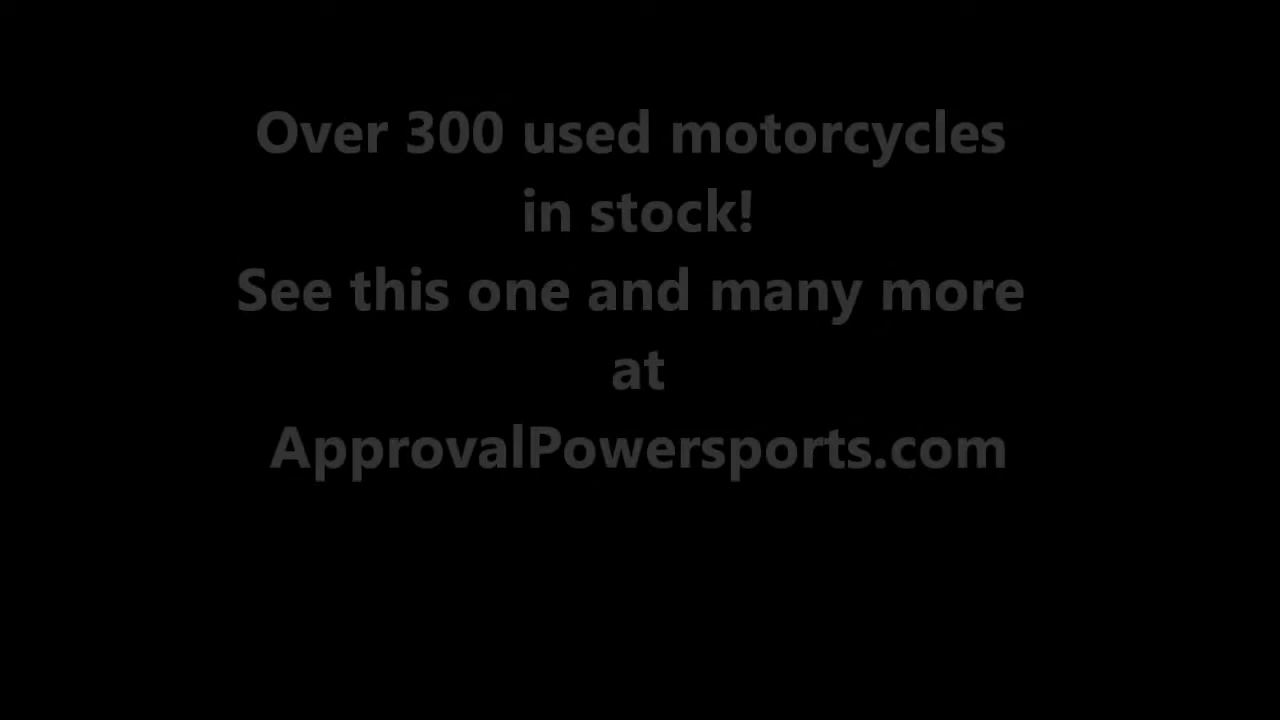 Over 300 used motorcycles
in stock!
See this one and many more
at
ApprovalPowersports.com